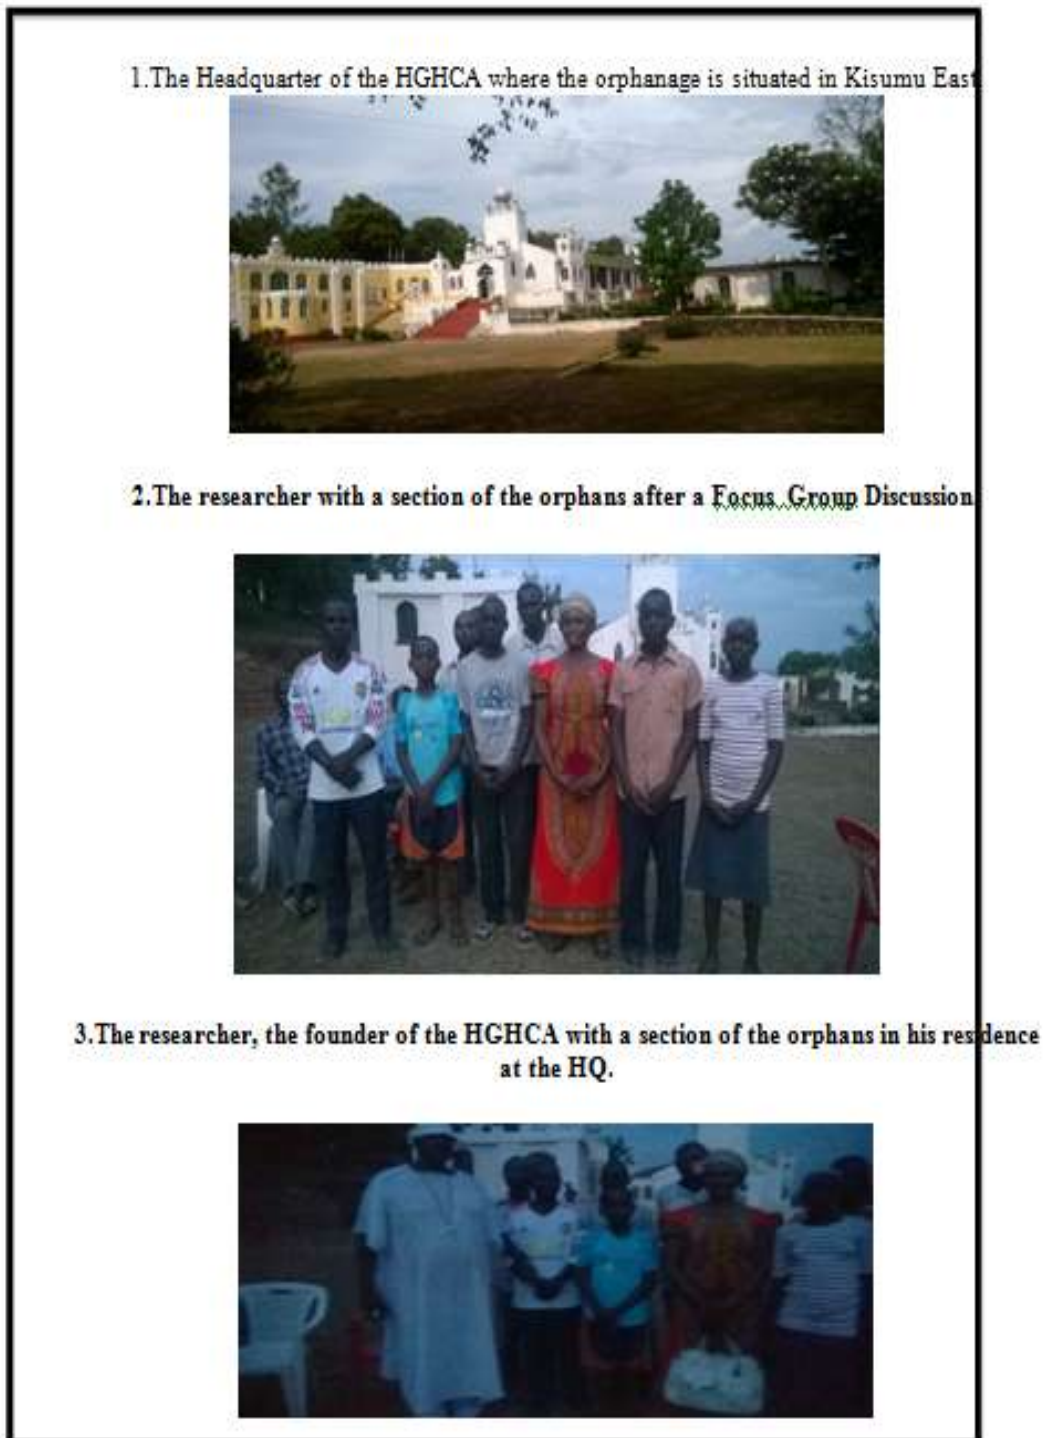 1.The Headquarter of the HGHCA where the orphanage is situated in Kisumu East
2.The researcher with a section of the orphans after a Focus Group Discussion
3.The researcher, the founder of the HGHCA with a section of the orphans in his residence
at the HQ.